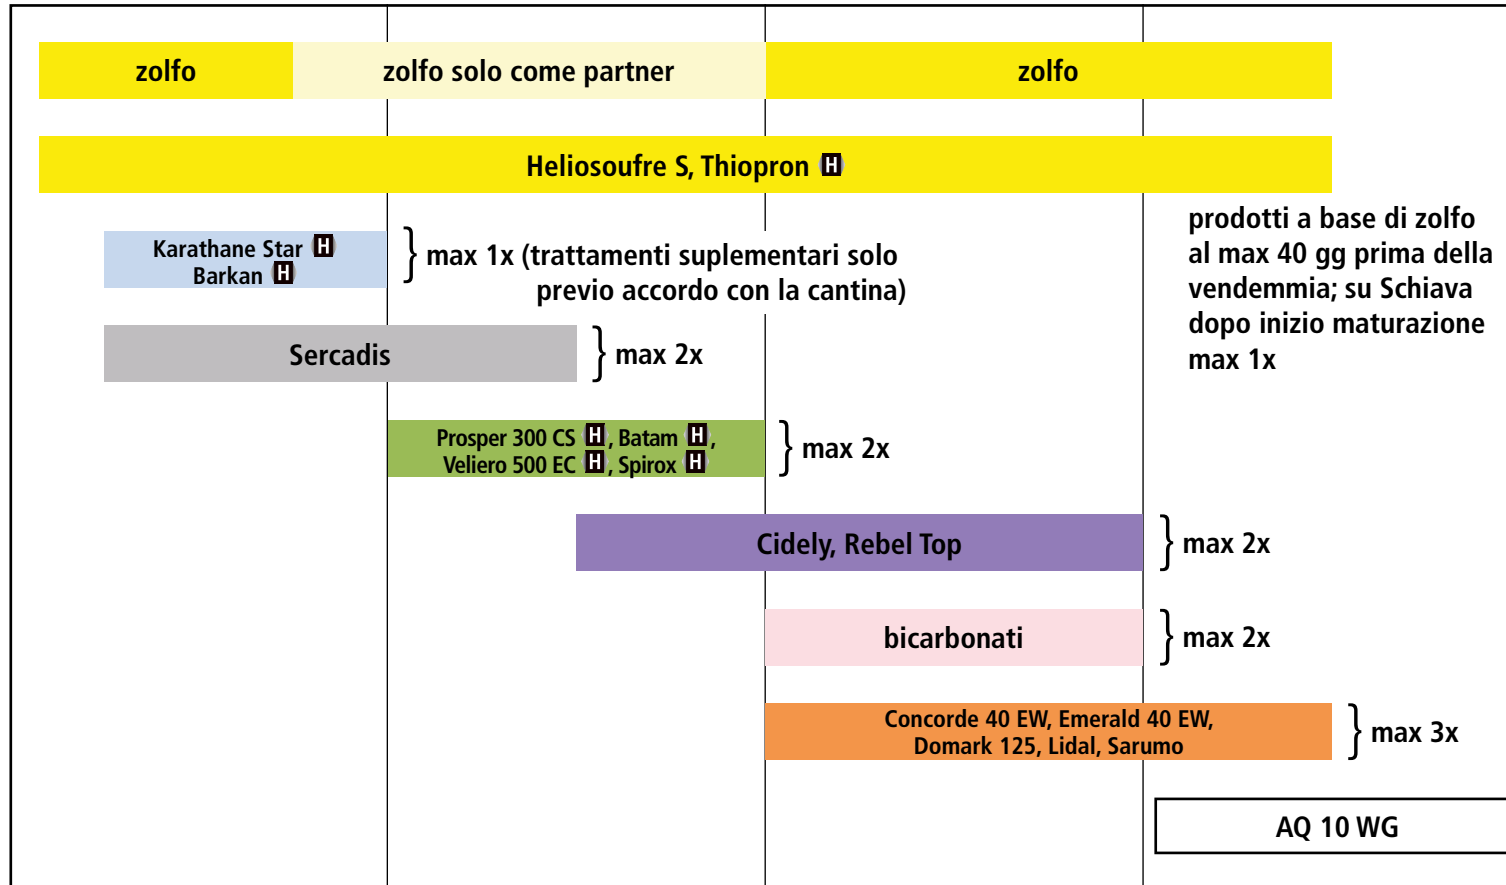 zolfo
zolfo solo come partner
zolfo
Heliosoufre S, Thiopron H
Karathane Star H
Barkan H
} max 1x (trattamenti suplementari solo
previo accordo con la cantina)
prodotti a base di zolfo
al max 40 gg prima della
vendemmia; su Schiava
dopo inizio maturazione
max 1x
Sercadis
} max 2x
Prosper 300 CS H, Batam H,
Veliero 500 EC H, Spirox H
} max 2x
Cidely, Rebel Top
} max 2x
bicarbonati
} max 2x
Concorde 40 EW, Emerald 40 EW,
Domark 125, Lidal, Sarumo
} max 3x
AQ 10 WG